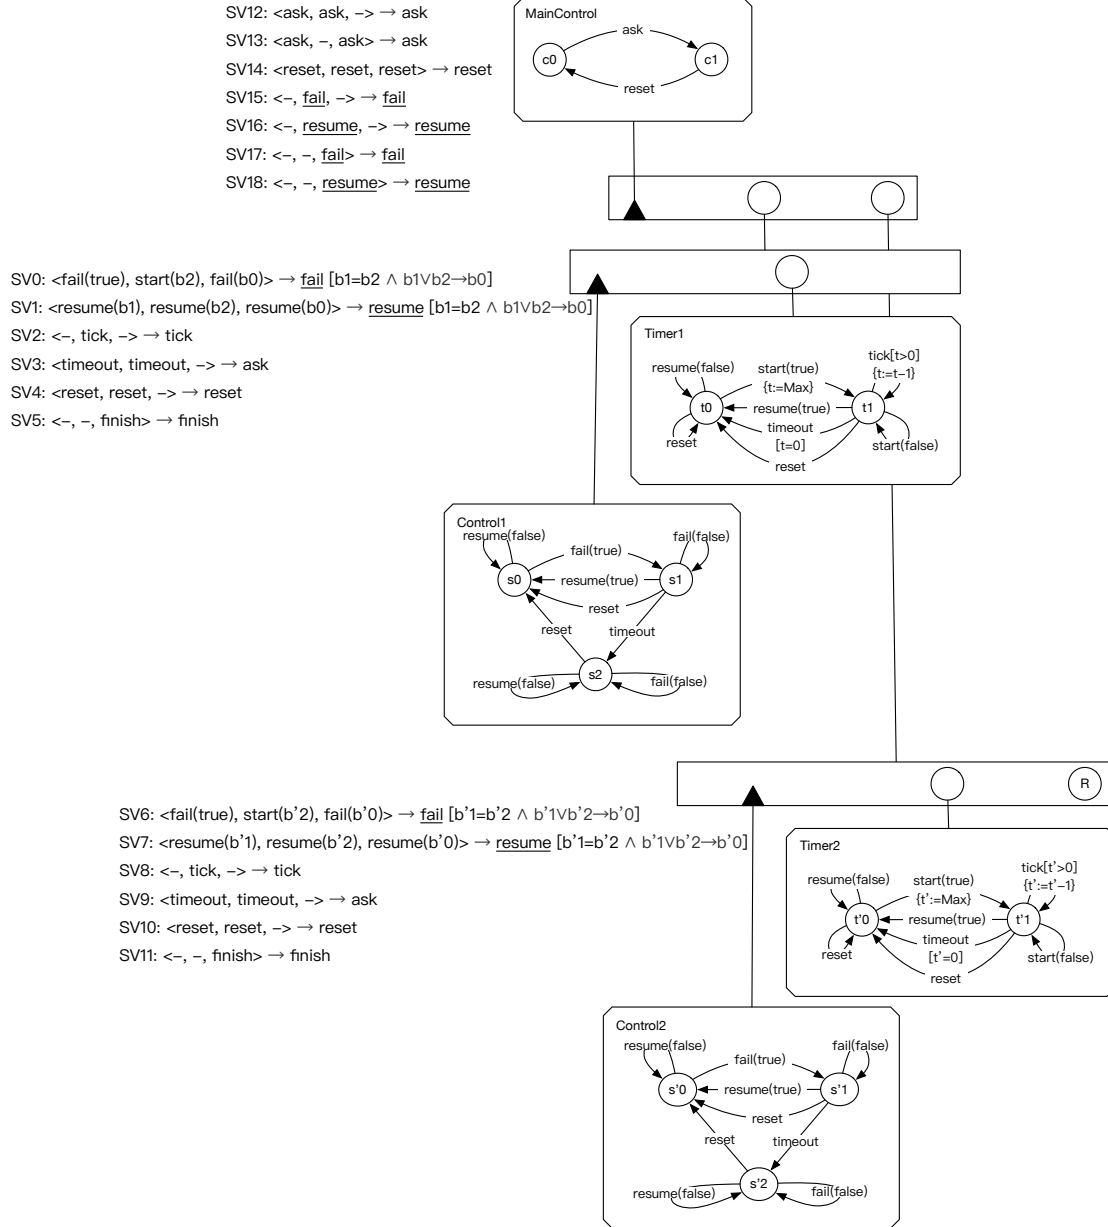 SV12: <ask, ask, –> → ask
SV13: <ask, –, ask> → ask
SV14: <reset, reset, reset> → reset
SV15: <–, fail, –> → fail
SV16: <–, resume, –> → resume
SV17: <–, –, fail> → fail
SV18: <–, –, resume> → resume
MainControl
ask
c0
c1
reset
SV0: <fail(true), start(b2), fail(b0)> → fail [b1=b2 ∧ b1∨b2→b0]
SV1: <resume(b1), resume(b2), resume(b0)> → resume [b1=b2 ∧ b1∨b2→b0]
SV2: <–, tick, –> → tick
SV3: <timeout, timeout, –> → ask
SV4: <reset, reset, –> → reset
SV5: <–, –, finish> → finish
Timer1
tick[t>0]
{t:=t–1}
resume(false)
start(true)
{t:=Max}
t0
resume(true)
t1
timeout
[t=0]
reset
start(false)
reset
Control1
resume(false)
fail(false)
fail(true)
s0
resume(true)
s1
reset
reset
timeout
s2
resume(false)
fail(false)
R
SV6: <fail(true), start(b'2), fail(b'0)> → fail [b'1=b'2 ∧ b'1∨b'2→b'0]
SV7: <resume(b'1), resume(b'2), resume(b'0)> → resume [b'1=b'2 ∧ b'1∨b'2→b'0]
SV8: <–, tick, –> → tick
SV9: <timeout, timeout, –> → ask
SV10: <reset, reset, –> → reset
SV11: <–, –, finish> → finish
Timer2
tick[t'>0]
{t':=t'–1}
resume(false)
start(true)
{t':=Max}
t'0
resume(true)
t'1
timeout
[t'=0]
reset
start(false)
reset
Control2
resume(false)
fail(false)
fail(true)
s'0
resume(true)
s'1
reset
reset
timeout
s'2
resume(false)
fail(false)